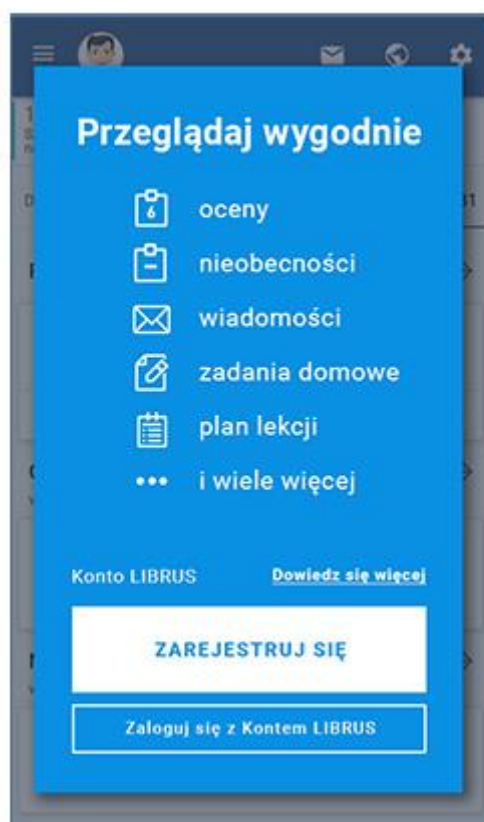 Przeglądaj wygodnie
6
oceny
nieobecności
wiadomości
zadania domowe
plan lekcji
i wiele więcej
Konto LIBRUS Dowiedz się więcej
ZAREJESTRUJ SIĘ
Zaloguj się z Kontem LIBRUS